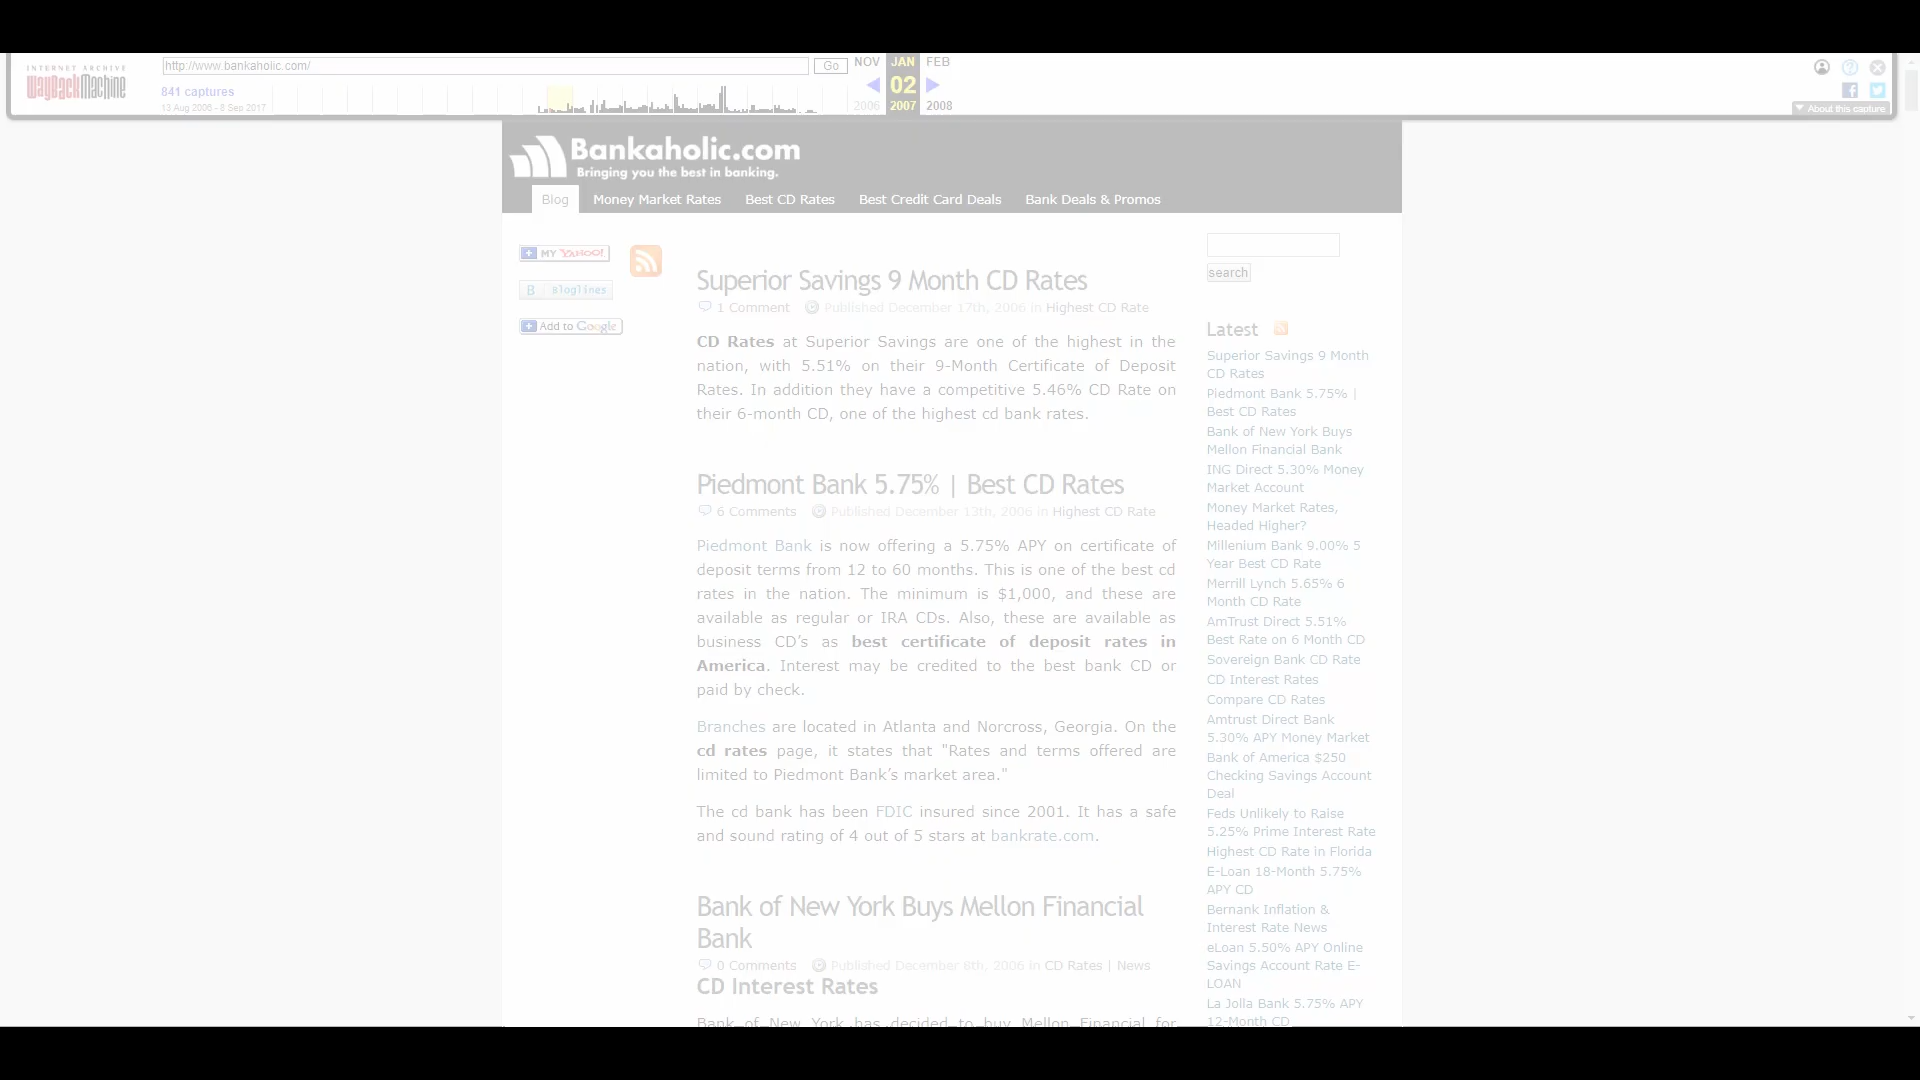 INTERNET ARCHIVE
WayBackMachine
http://www.bankaholic.com/
Go
NOV JAN FEB
02
2006 2007 2008
841 captures
13 Aug 2006 - 8 Sep 2017
About this capture
Bankaholic.com
Bringing you the best in banking.
Blog Money Market Rates Best CD Rates Best Credit Card Deals Bank Deals & Promos
MY YAHOO!
B Bloglines
Add to Google
Superior Savings 9 Month CD Rates
1 Comment Published December 17th, 2006 in Highest CD Rate
CD Rates at Superior Savings are one of the highest in the
nation, with 5.51% on their 9-Month Certificate of Deposit
Rates. In addition they have a competitive 5.46% CD Rate on
their 6-month CD, one of the highest cd bank rates.
Piedmont Bank 5.75% | Best CD Rates
6 Comments Published December 13th, 2006 in Highest CD Rate
Piedmont Bank is now offering a 5.75% APY on certificate of
deposit terms from 12 to 60 months. This is one of the best cd
rates in the nation. The minimum is $1,000, and these are
available as regular or IRA CDs. Also, these are available as
business CD's as best certificate of deposit rates in
America. Interest may be credited to the best bank CD or
paid by check.
Branches are located in Atlanta and Norcross, Georgia. On the
cd rates page, it states that "Rates and terms offered are
limited to Piedmont Bank's market area."
The cd bank has been FDIC insured since 2001. It has a safe
and sound rating of 4 out of 5 stars at bankrate.com.
Bank of New York Buys Mellon Financial
Bank
0 Comments Published December 8th, 2006 in CD Rates | News
CD Interest Rates
Bank of New York has decided to buy Mellon Financial for
search
Latest
Superior Savings 9 Month
CD Rates
Piedmont Bank 5.75% |
Best CD Rates
Bank of New York Buys
Mellon Financial Bank
ING Direct 5.30% Money
Market Account
Money Market Rates,
Headed Higher?
Millenium Bank 9.00% 5
Year Best CD Rate
Merrill Lynch 5.65% 6
Month CD Rate
AmTrust Direct 5.51%
Best Rate on 6 Month CD
Sovereign Bank CD Rate
CD Interest Rates
Compare CD Rates
Amtrust Direct Bank
5.30% APY Money Market
Bank of America $250
Checking Savings Account
Deal
Feds Unlikely to Raise
5.25% Prime Interest Rate
Highest CD Rate in Florida
E-Loan 18-Month 5.75%
APY CD
Bernank Inflation &
Interest Rate News
eLoan 5.50% APY Online
Savings Account Rate E-
LOAN
La Jolla Bank 5.75% APY
12-Month CD